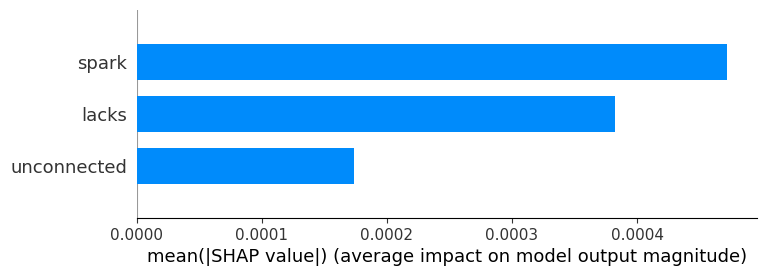 spark
lacks
unconnected
0.0000 0.0001 0.0002 0.0003 0.0004
mean(|SHAP value|) (average impact on model output magnitude)